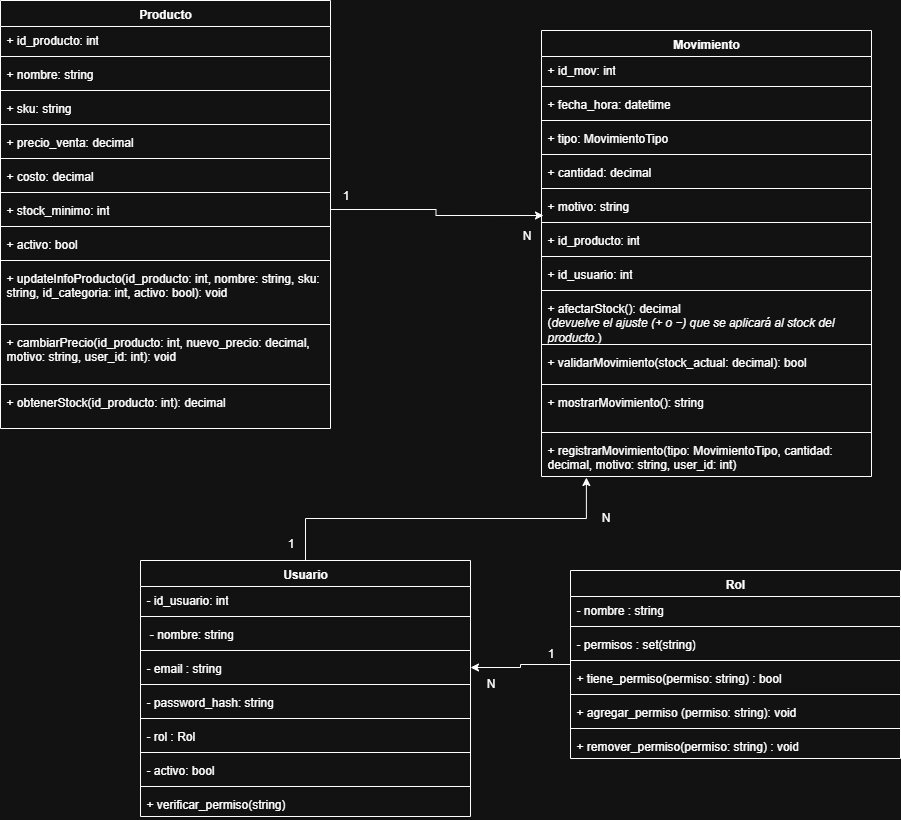 Producto
+ id_producto: int
+ nombre: string
+ sku: string
+ precio_venta: decimal
+ costo: decimal
+ stock_minimo: int
+ activo: bool
+ updateInfoProducto(id_producto: int, nombre: string, sku:
string, id_categoria: int, activo: bool): void
+ cambiarPrecio(id_producto: int, nuevo_precio: decimal,
motivo: string, user_id: int): void
+ obtenerStock(id_producto: int): decimal
1
N
Movimiento
+ id_mov: int
+ fecha_hora: datetime
+ tipo: MovimientoTipo
+ cantidad: decimal
+ motivo: string
+ id_producto: int
+ id_usuario: int
+ afectarStock(): decimal
(devuelve el ajuste (+ o −) que se aplicará al stock del
producto.)
+ validarMovimiento(stock_actual: decimal): bool
+ mostrarMovimiento(): string
+ registrarMovimiento(tipo: MovimientoTipo, cantidad:
decimal, motivo: string, user_id: int)
N
1
Usuario
- id_usuario: int
- nombre: string
- email : string
- password_hash: string
- rol : Rol
- activo: bool
+ verificar_permiso(string)
1
N
Rol
- nombre : string
- permisos : set(string)
+ tiene_permiso(permiso: string) : bool
+ agregar_permiso (permiso: string): void
+ remover_permiso(permiso: string) : void